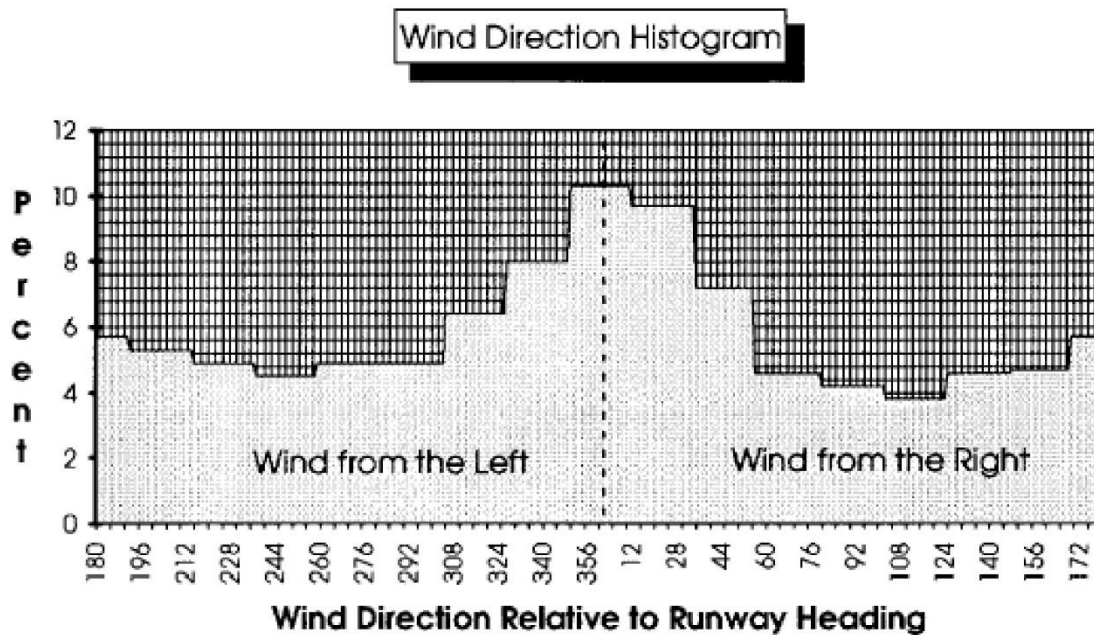 Wind Direction Histogram
12
10
8
6
4
2
0
Percent
Wind from the Left
Wind from the Right
180 196 212 228 244 260 276 292 308 324 340 356 12 28 44 60 76 92 108 124 140 156 172
Wind Direction Relative to Runway Heading